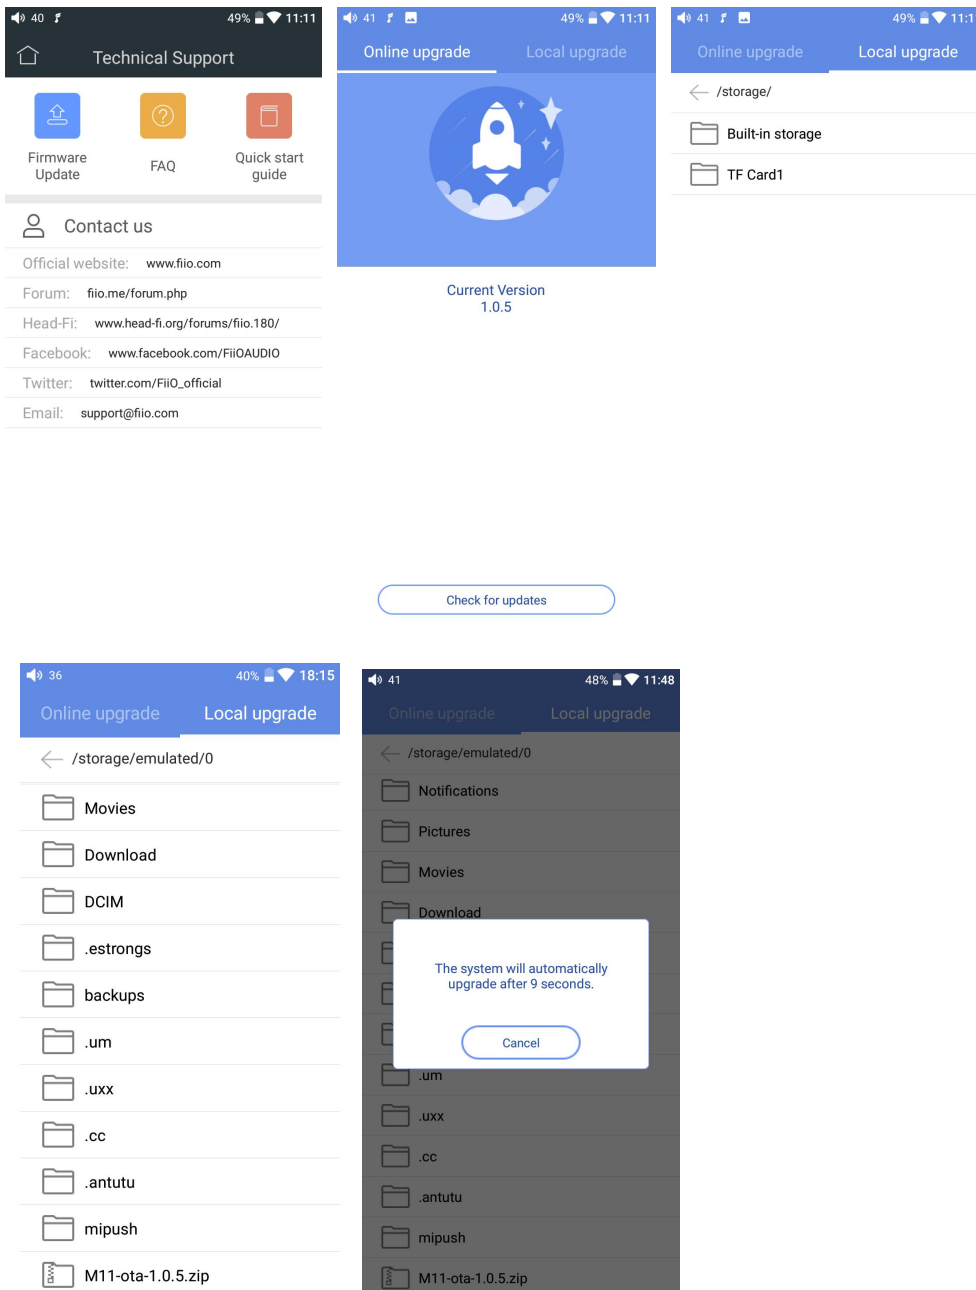 40 49% 11:11
Technical Support
Firmware
Update
FAQ
Quick start
guide
Contact us
Official website: www.fiio.com
Forum: fiio.me/forum.php
Head-Fi: www.head-fi.org/forums/fiio.180/
Facebook: www.facebook.com/FiiOAUDIO
Twitter: twitter.com/FiiO_official
Email: support@fiio.com
41 49% 11:11
Online upgrade Local upgrade
Current Version
1.0.5
Check for updates
41 49% 11:11
Online upgrade Local upgrade
/storage/
Built-in storage
TF Card1
36 40% 18:15
Online upgrade Local upgrade
/storage/emulated/0
Movies
Download
DCIM
.estrongs
backups
.um
.uxx
.cc
.antutu
mipush
M11-ota-1.0.5.zip
41 48% 11:48
Online upgrade Local upgrade
/storage/emulated/0
Notifications
Pictures
Movies
Download
The system will automatically
upgrade after 9 seconds.
Cancel
.um
.uxx
.cc
.antutu
mipush
M11-ota-1.0.5.zip